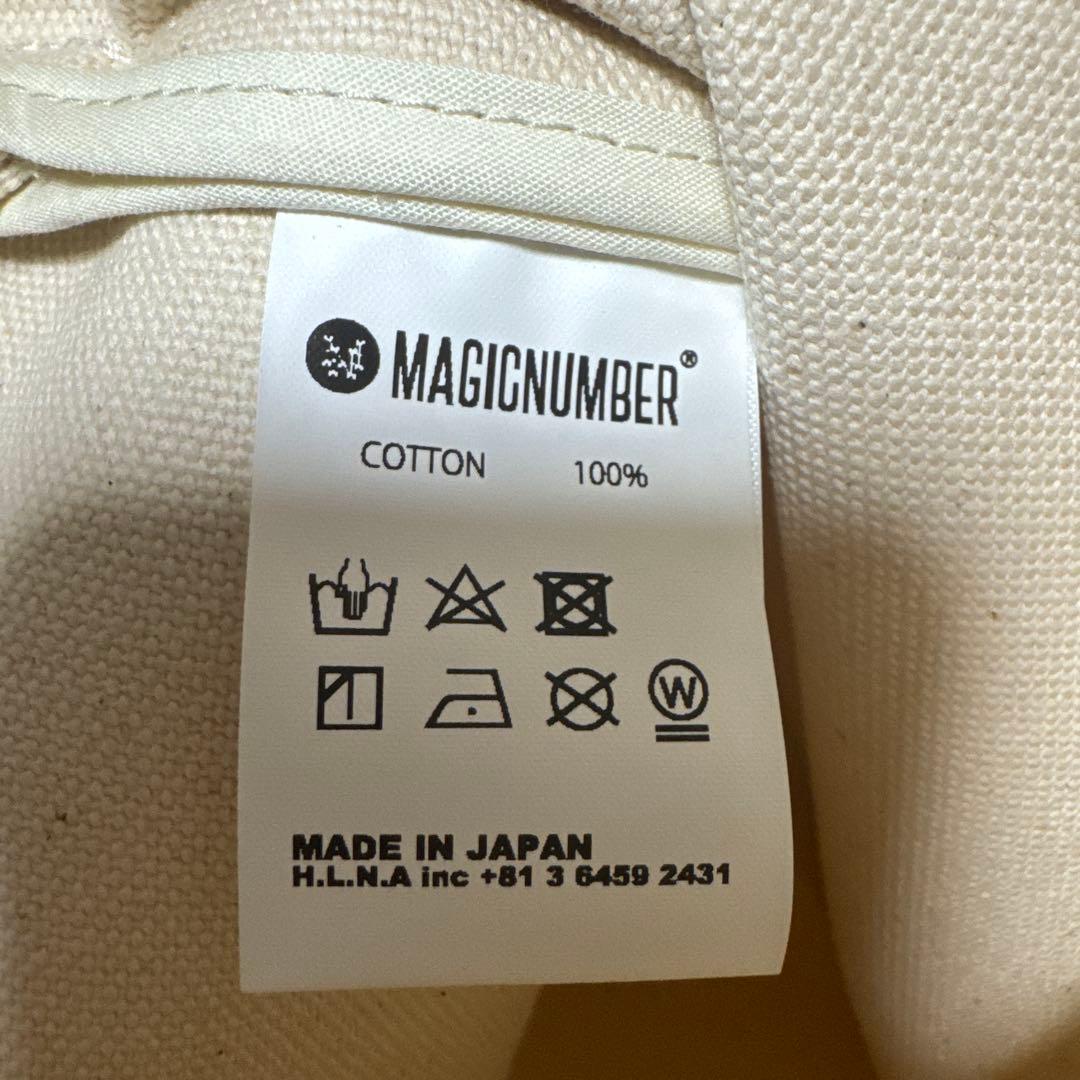 MAGICNUMBER®
COTTON 100%
W
MADE IN JAPAN
H.L.N.A inc +81 3 6459 2431